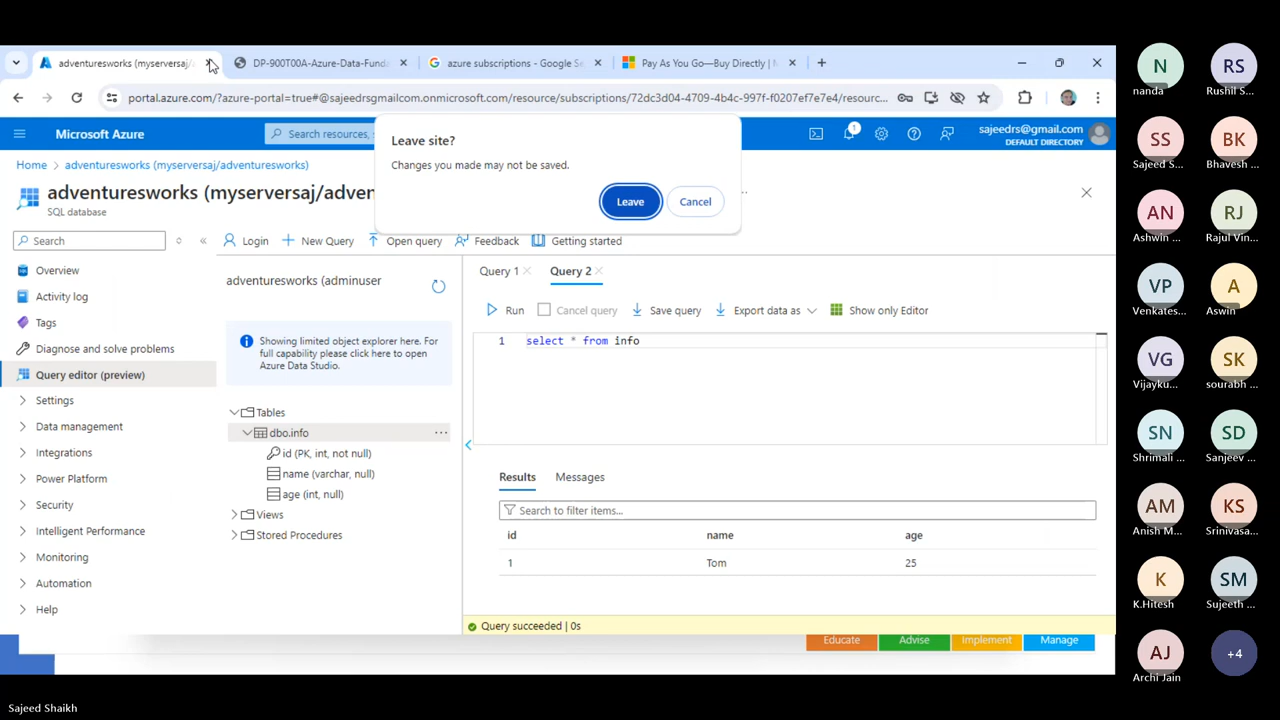 adventuresworks (myserversaj/a
DP-900T00A-Azure-Data-Funda
azure subscriptions - Google Se
Pay As You Go—Buy Directly | M
portal.azure.com/?azure-portal=true#@sajeedrsgmailcom.onmicrosoft.com/resource/subscriptions/72dc3d04-4709-4b4c-997f-f0207ef7e7e4/resourc...
Microsoft Azure
Search resources,
1
sajeedrs@gmail.com
DEFAULT DIRECTORY
Leave site?
Changes you made may not be saved.
Leave
Cancel
Home > adventuresworks (myserversaj/adventuresworks)
adventuresworks (myserversaj/adven
SQL database
Search
Overview
Activity log
Tags
Diagnose and solve problems
Query editor (preview)
Settings
Data management
Integrations
Power Platform
Security
Intelligent Performance
Monitoring
Automation
Help
Login
New Query
Open query
Feedback
Getting started
adventuresworks (adminuser
Showing limited object explorer here. For
full capability please click here to open
Azure Data Studio.
Tables
dbo.info
id (PK, int, not null)
name (varchar, null)
age (int, null)
Views
Stored Procedures
Query 1
Query 2
Run
Cancel query
Save query
Export data as
Show only Editor
1 select * from info
Results
Messages
Search to filter items...
id name age
1 Tom 25
Query succeeded | 0s
Educate
Advise
Implement
Manage
N
nanda
RS
Rushil S...
SS
Sajeed S...
BK
Bhavesh ...
AN
Ashwin ...
RJ
Rajul Vin...
VP
Venkates...
A
Aswin
VG
Vijayku...
SK
sourabh ...
SN
Shrimali ...
SD
Sanjeev ...
AM
Anish M...
KS
Srinivasa...
K
K.Hitesh
SM
Sujeeth ...
AJ
Archi Jain
+4
Sajeed Shaikh